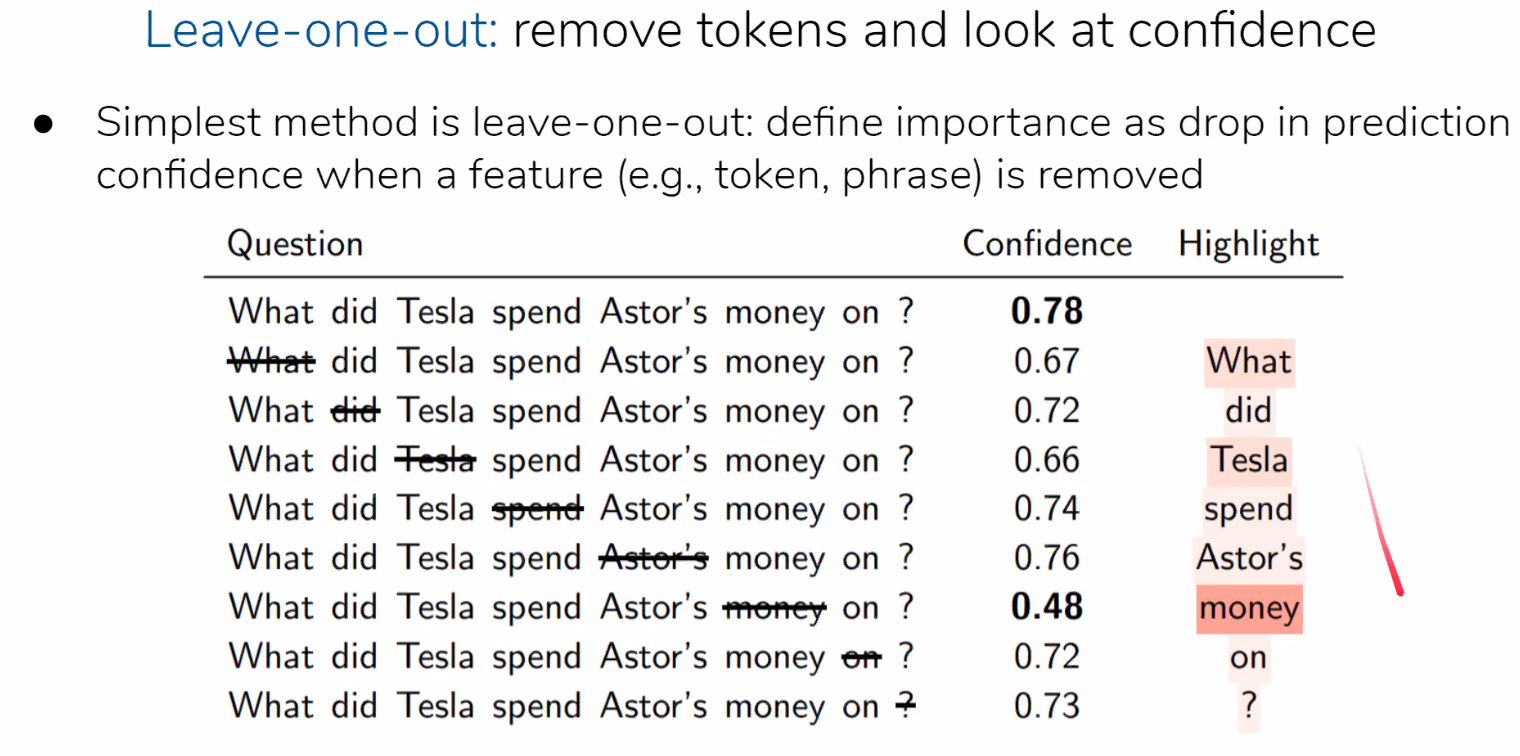 Leave-one-out: remove tokens and look at confidence
● Simplest method is leave-one-out: define importance as drop in prediction
confidence when a feature (e.g., token, phrase) is removed
Question Confidence Highlight
What did Tesla spend Astor's money on ? 0.78
What did Tesla spend Astor's money on ? 0.67 What
What did Tesla spend Astor's money on ? 0.72 did
What did Tesla spend Astor's money on ? 0.66 Tesla
What did Tesla spend Astor's money on ? 0.74 spend
What did Tesla spend Astor's money on ? 0.76 Astor's
What did Tesla spend Astor's money on ? 0.48 money
What did Tesla spend Astor's money on ? 0.72 on
What did Tesla spend Astor's money on ? 0.73 ?